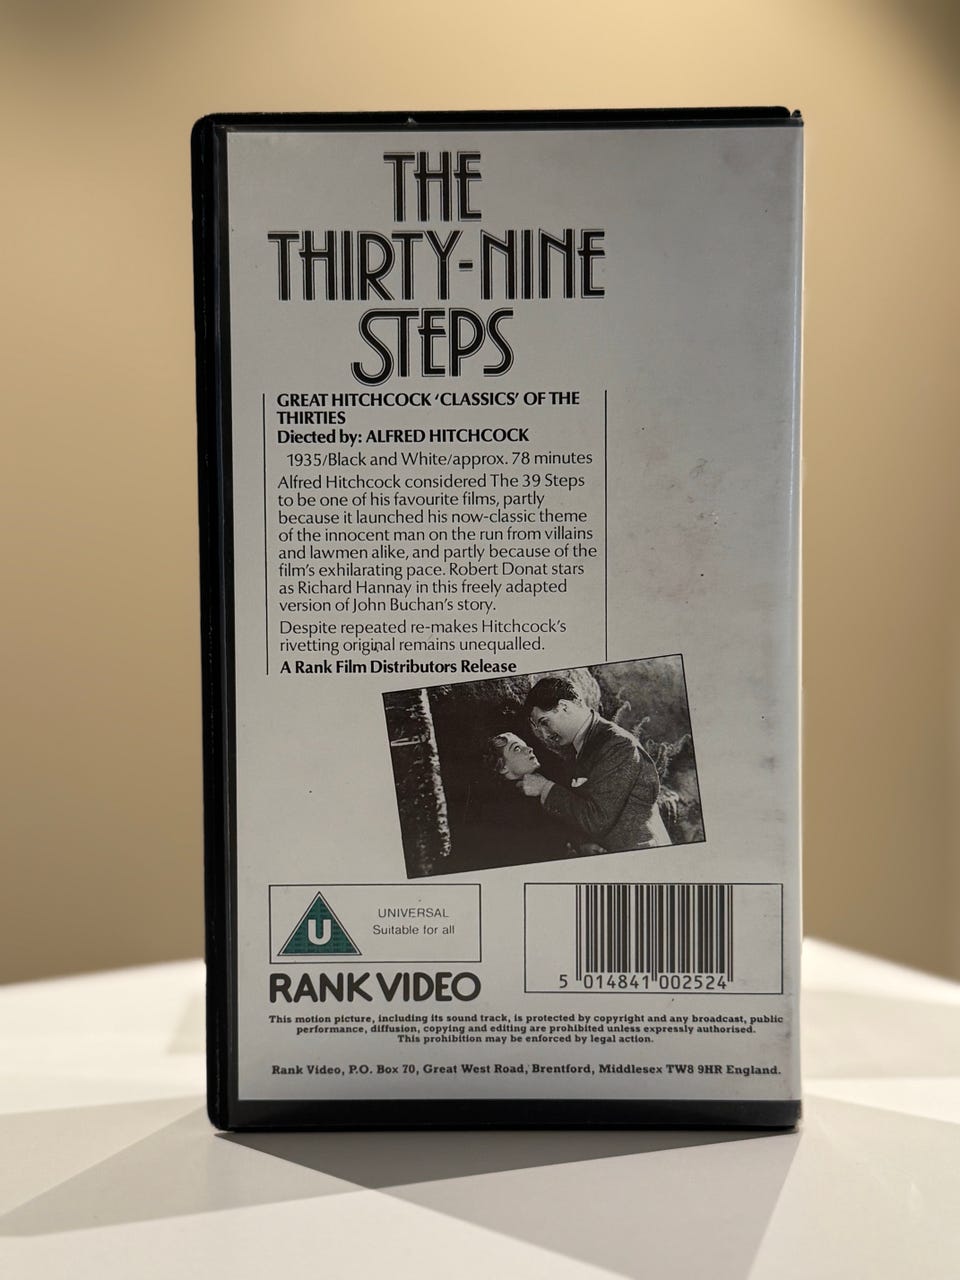 THE
THIRTY-NINE
STEPS
GREAT HITCHCOCK ‘CLASSICS’ OF THE
THIRTIES
Diected by: ALFRED HITCHCOCK
1935/Black and White/approx. 78 minutes
Alfred Hitchcock considered The 39 Steps
to be one of his favourite films, partly
because it launched his now-classic theme
of the innocent man on the run from villains
and lawmen alike, and partly because of the
film's exhilarating pace. Robert Donat stars
as Richard Hannay in this freely adapted
version of John Buchan's story.
Despite repeated re-makes Hitchcock's
rivetting original remains unequalled.
A Rank Film Distributors Release
U
UNIVERSAL
Suitable for all
RANK VIDEO
5 014841 002524
This motion picture, including its sound track, is protected by copyright and any broadcast, public
performance, diffusion, copying and editing are prohibited unless expressly authorised.
This prohibition may be enforced by legal action.
Rank Video, P.O. Box 70, Great West Road, Brentford, Middlesex TW8 9HR England.